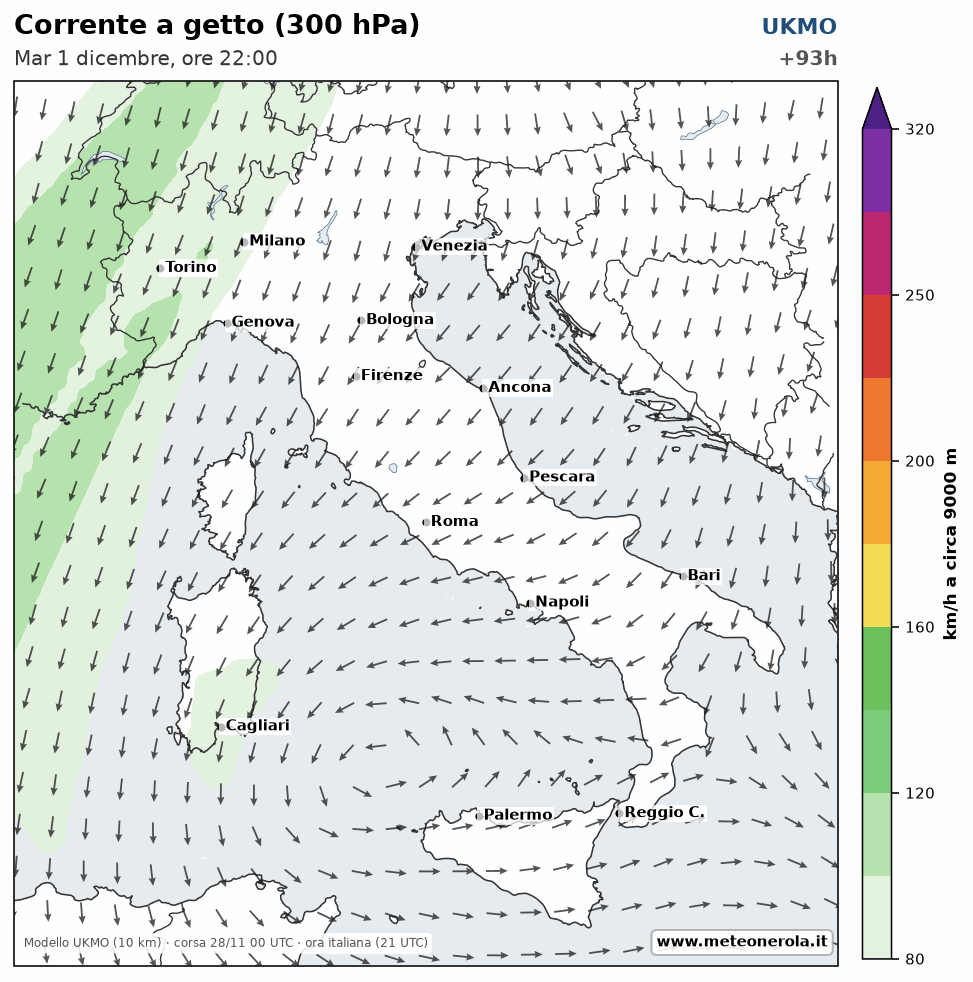 Corrente a getto (300 hPa)
UKMO
Mar 1 dicembre, ore 22:00
+93h
320
250
200
160
120
80
km/h a circa 9000 m
Milano
Venezia
Torino
Genova
Bologna
Firenze
Ancona
Pescara
Roma
Bari
Napoli
Cagliari
Palermo
Reggio C.
Modello UKMO (10 km) · corsa 28/11 00 UTC · ora italiana (21 UTC)
www.meteonerola.it